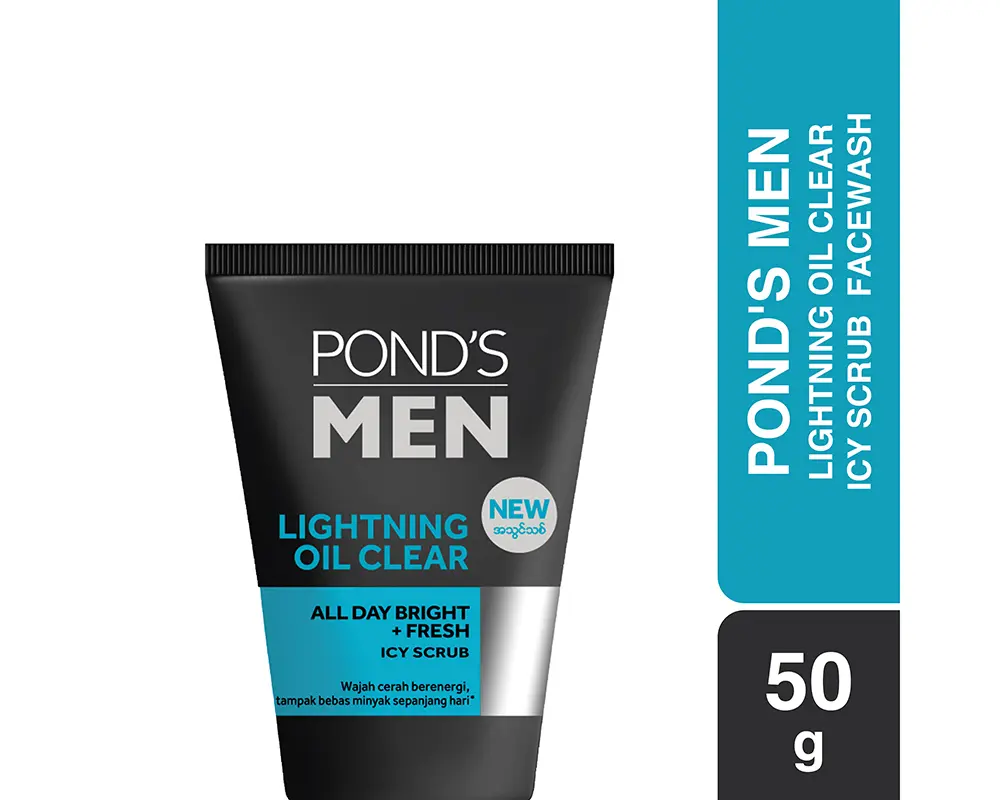 POND'S
MEN
LIGHTNING
OIL CLEAR
NEW
အသွင်သစ်
ALL DAY BRIGHT
+ FRESH
ICY SCRUB
Wajah cerah berenergi,
tampak bebas minyak sepanjang hari*
POND'S MEN
LIGHTNING OIL CLEAR
ICY SCRUB FACEWASH
50
g